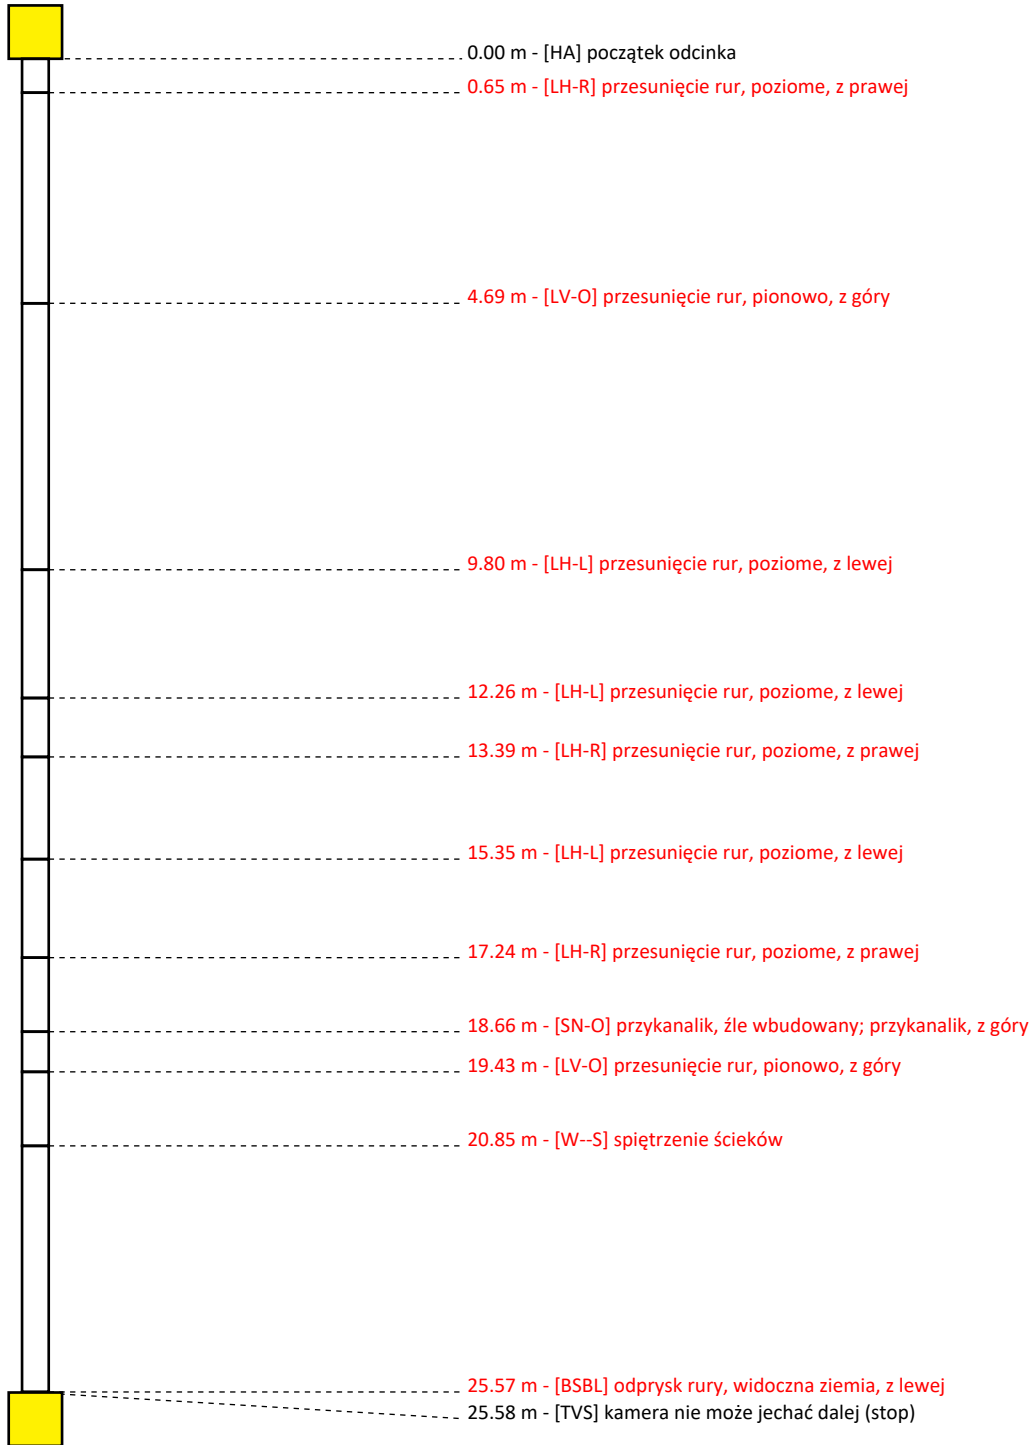 0.00 m - [HA] początek odcinka
0.65 m - [LH-R] przesunięcie rur, poziome, z prawej
4.69 m - [LV-O] przesunięcie rur, pionowo, z góry
9.80 m - [LH-L] przesunięcie rur, poziome, z lewej
12.26 m - [LH-L] przesunięcie rur, poziome, z lewej
13.39 m - [LH-R] przesunięcie rur, poziome, z prawej
15.35 m - [LH-L] przesunięcie rur, poziome, z lewej
17.24 m - [LH-R] przesunięcie rur, poziome, z prawej
18.66 m - [SN-O] przykanalik, źle wbudowany; przykanalik, z góry
19.43 m - [LV-O] przesunięcie rur, pionowo, z góry
20.85 m - [W--S] spiętrzenie ścieków
25.57 m - [BSBL] odprysk rury, widoczna ziemia, z lewej
25.58 m - [TVS] kamera nie może jechać dalej (stop)